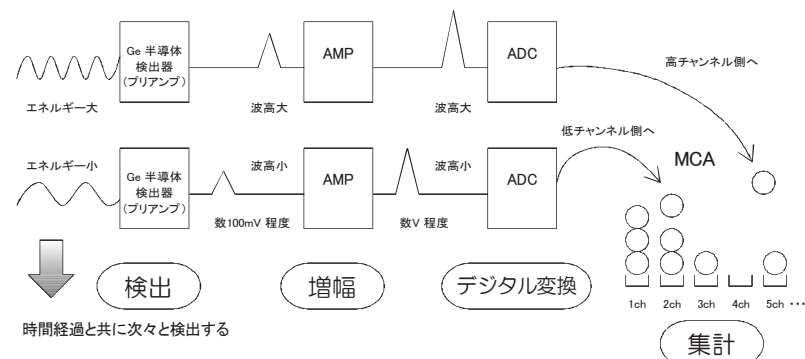 Ge 半導体
検出器
(プリアンプ)
AMP
ADC
エネルギー大
波高大
波高大
高チャンネル側へ
低チャンネル側へ
MCA
エネルギー小
Ge 半導体
検出器
(プリアンプ)
波高小
AMP
波高小
ADC
数100mV 程度
数V 程度
検出
増幅
デジタル変換
1ch 2ch 3ch 4ch 5ch ・・・
時間経過と共に次々と検出する
集計